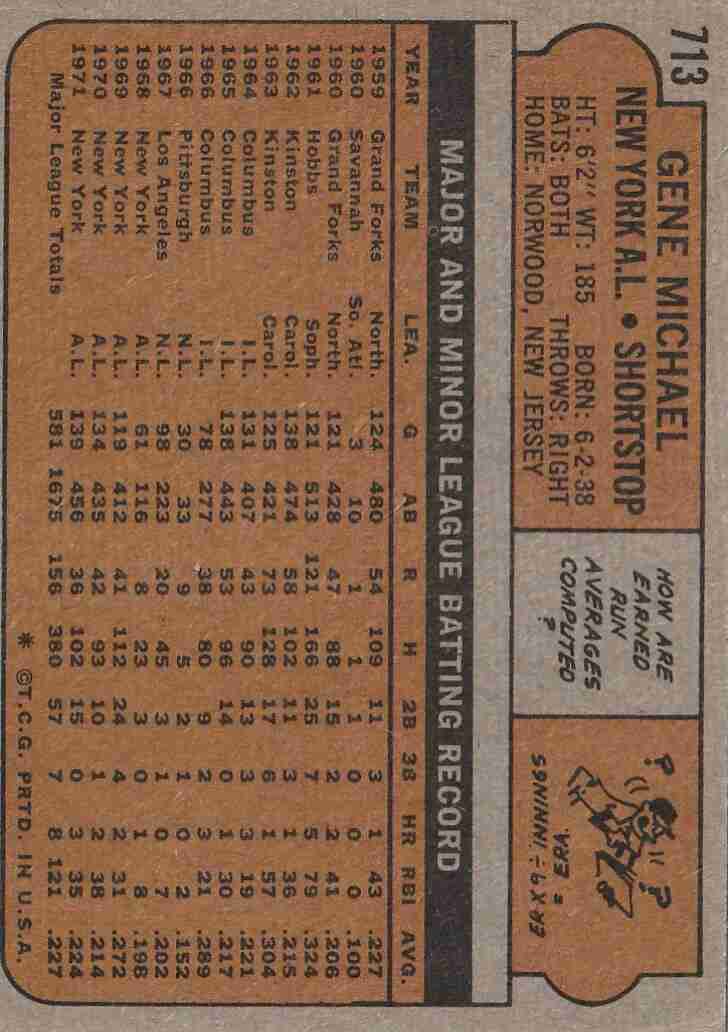 713
GENE MICHAEL
NEW YORK A.L. • SHORTSTOP
HT: 6'2" WT: 185 BORN: 6-2-38
BATS: BOTH THROWS: RIGHT
HOME: NORWOOD, NEW JERSEY
HOW ARE
EARNED
RUN
AVERAGES
COMPUTED
?
? ? ?
= ERA
ER X 9 ÷ INNINGS
MAJOR AND MINOR LEAGUE BATTING RECORD
YEAR TEAM LEA. G AB R H 2B 3B HR RBI AVG.
1959 Grand Forks North. 124 480 54 109 11 3 1 43 .227
1960 Savannah So. Atl. 3 10 1 1 1 0 0 0 .100
1960 Grand Forks North. 121 428 47 88 15 2 2 41 .206
1961 Hobbs Soph. 121 513 121 166 25 7 5 79 .324
1962 Kinston Carol. 138 474 58 102 11 3 1 36 .215
1963 Kinston Carol. 125 421 73 128 17 6 1 57 .304
1964 Columbus I.L. 131 407 43 90 13 3 3 19 .221
1965 Columbus I.L. 138 443 53 96 14 0 1 30 .217
1966 Columbus I.L. 78 277 38 80 9 2 3 21 .289
1966 Pittsburgh N.L. 30 33 9 5 2 1 0 2 .152
1967 Los Angeles N.L. 98 223 20 45 3 1 0 7 .202
1968 New York A.L. 61 116 8 23 3 0 1 8 .198
1969 New York A.L. 119 412 41 112 24 4 2 31 .272
1970 New York A.L. 134 435 42 93 10 1 2 38 .214
1971 New York A.L. 139 456 36 102 15 0 3 35 .224
Major League Totals 581 1675 156 380 57 7 8 121 .227
* ©T.C.G. PRTD. IN U.S.A.